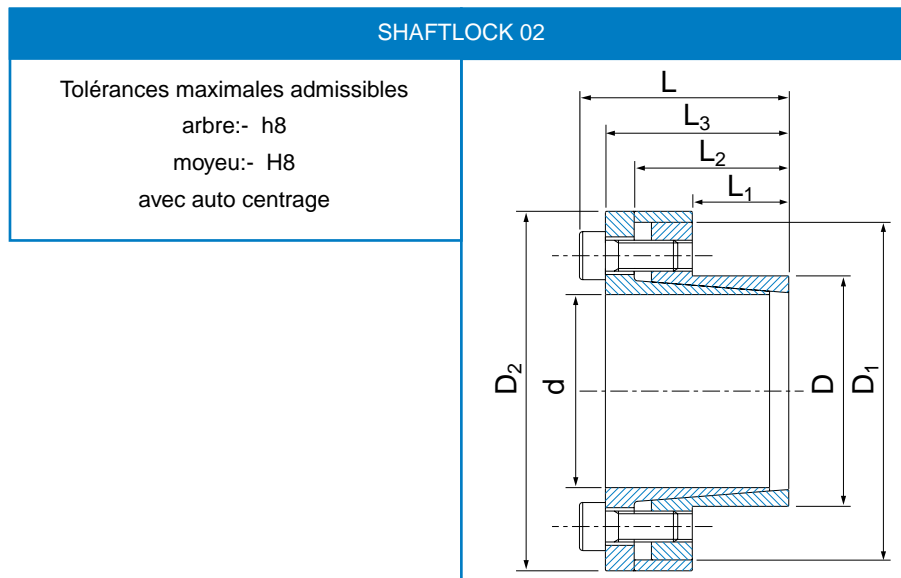 SHAFTLOCK 02
Tolérances maximales admissibles
arbre:- h8
moyeu:- H8
avec auto centrage
L
L₃
L₂
L₁
D₂
d
D
D₁